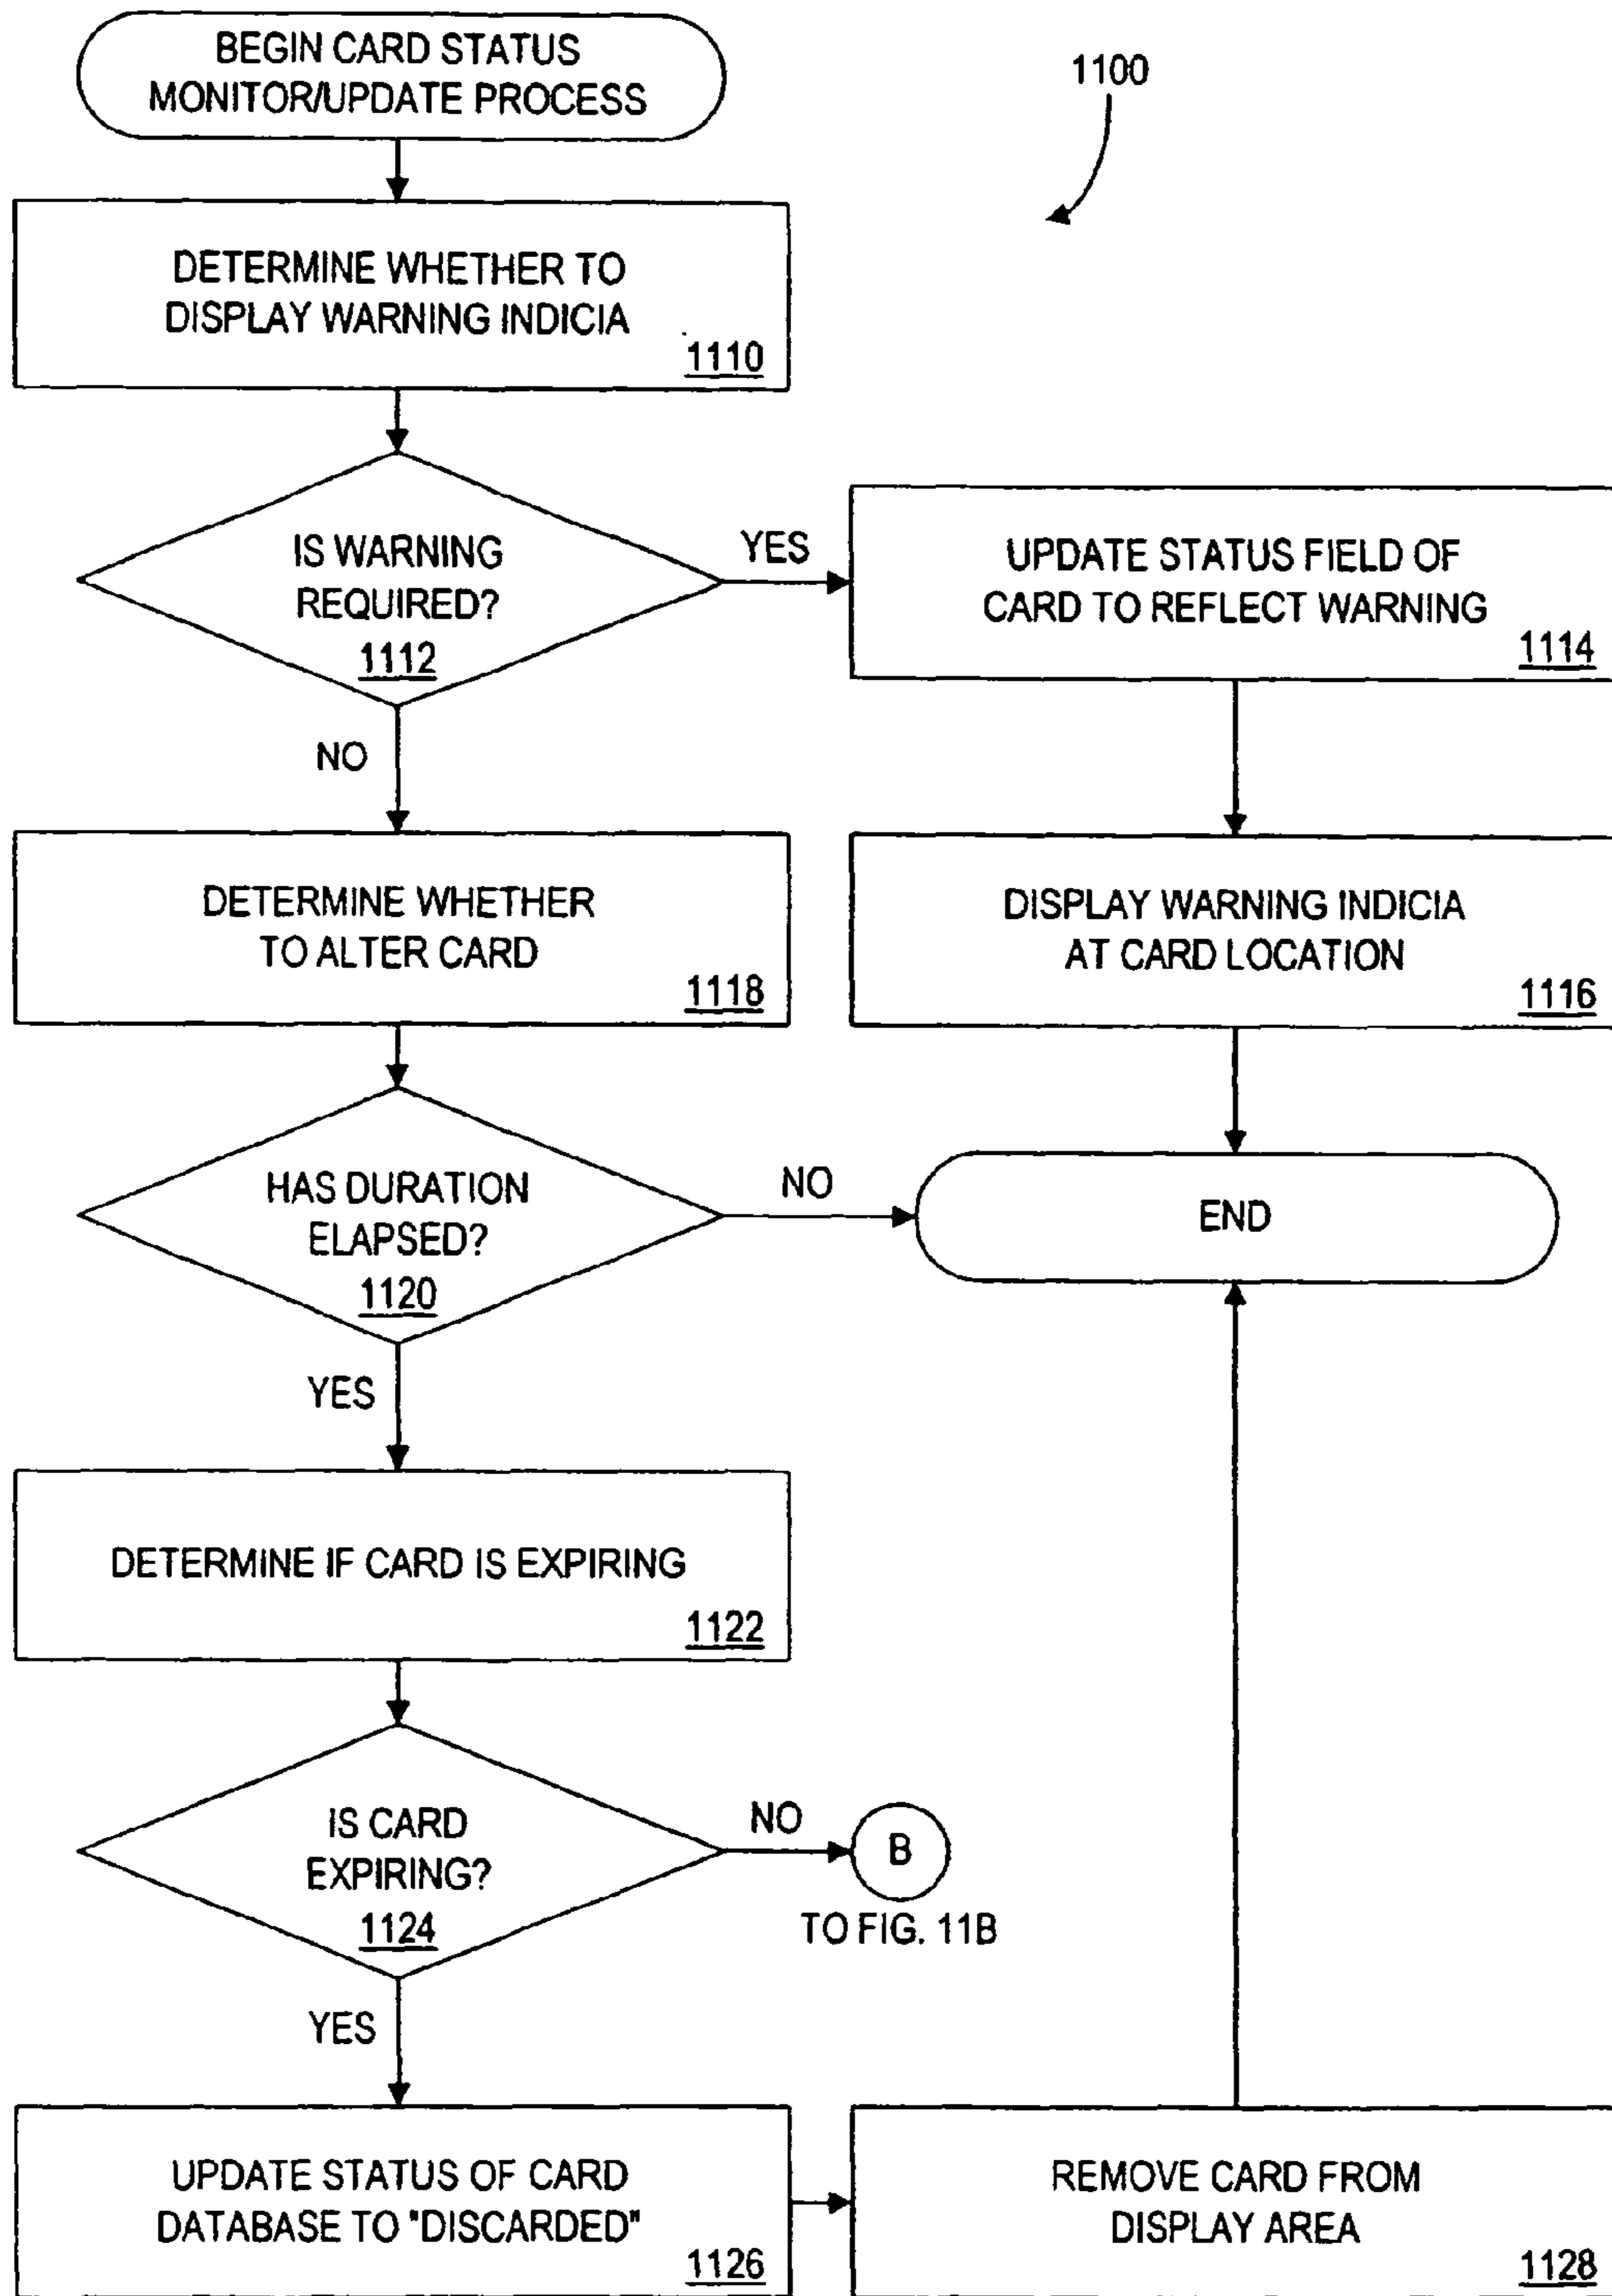 BEGIN CARD STATUS
MONITOR/UPDATE PROCESS
1100
DETERMINE WHETHER TO
DISPLAY WARNING INDICIA
1110
IS WARNING
REQUIRED?
1112
YES
UPDATE STATUS FIELD OF
CARD TO REFLECT WARNING
1114
NO
DETERMINE WHETHER
TO ALTER CARD
1118
DISPLAY WARNING INDICIA
AT CARD LOCATION
1116
HAS DURATION
ELAPSED?
1120
NO
END
YES
DETERMINE IF CARD IS EXPIRING
1122
IS CARD
EXPIRING?
1124
NO
B
TO FIG. 11B
YES
UPDATE STATUS OF CARD
DATABASE TO "DISCARDED"
1126
REMOVE CARD FROM
DISPLAY AREA
1128